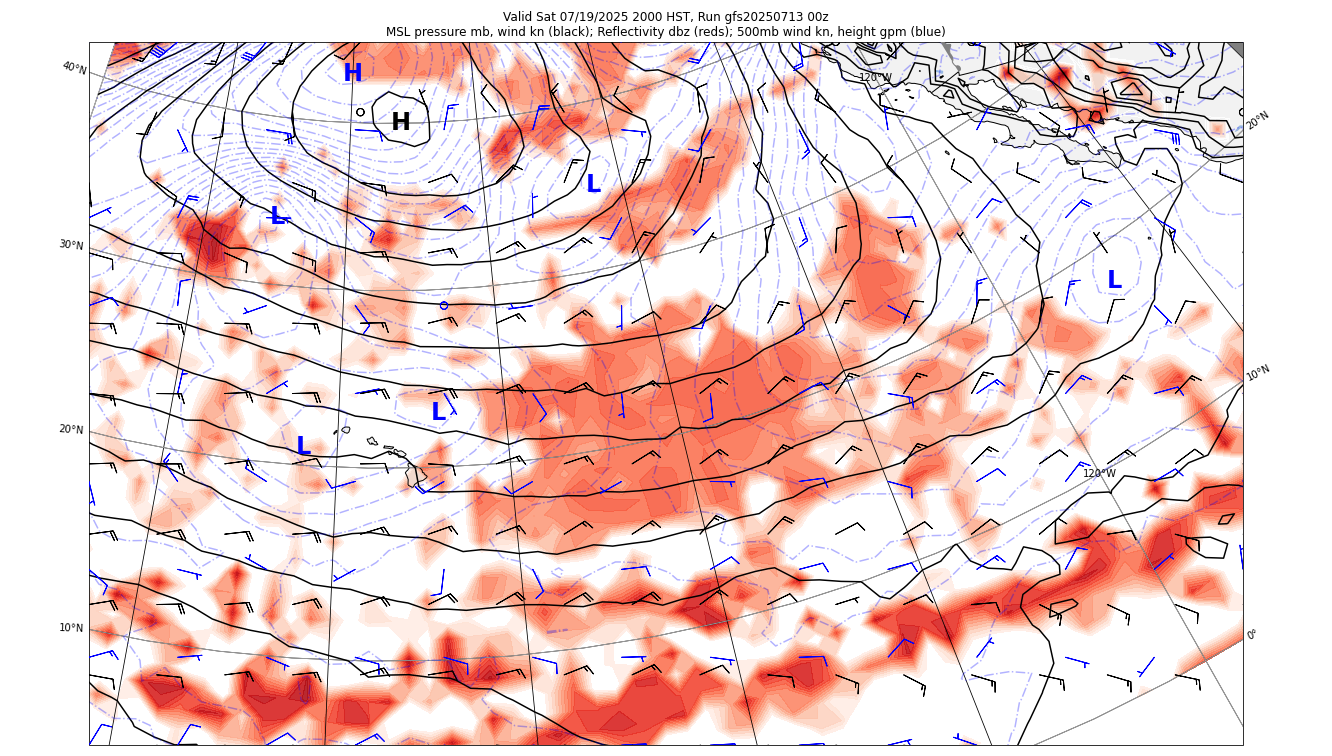 Valid Sat 07/19/2025 2000 HST, Run gfs20250713 00z
MSL pressure mb, wind kn (black); Reflectivity dbz (reds); 500mb wind kn, height gpm (blue)
40°N
H
120°W
H
20°N
L
L
30°N
L
10°N
L
20°N
L
120°W
10°N
0°